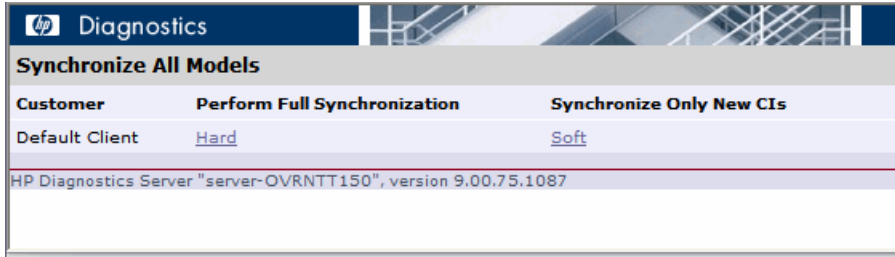 hp Diagnostics
Synchronize All Models
Customer Perform Full Synchronization Synchronize Only New CIs
Default Client Hard Soft
HP Diagnostics Server "server-OVRNTT150", version 9.00.75.1087